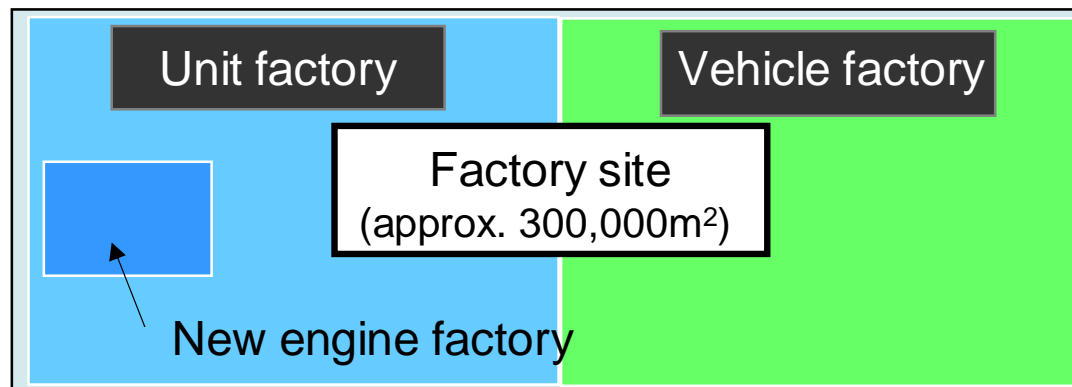 Unit factory
Vehicle factory
Factory site
(approx. 300,000m²)
New engine factory